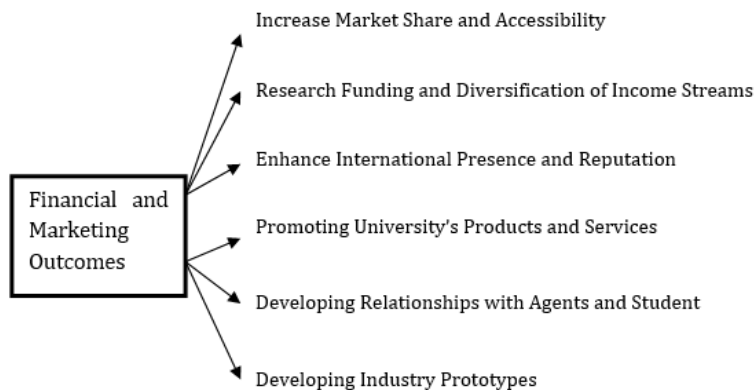 Increase Market Share and Accessibility
Research Funding and Diversification of Income Streams
Enhance International Presence and Reputation
Financial and
Marketing
Outcomes
Promoting University's Products and Services
Developing Relationships with Agents and Student
Developing Industry Prototypes